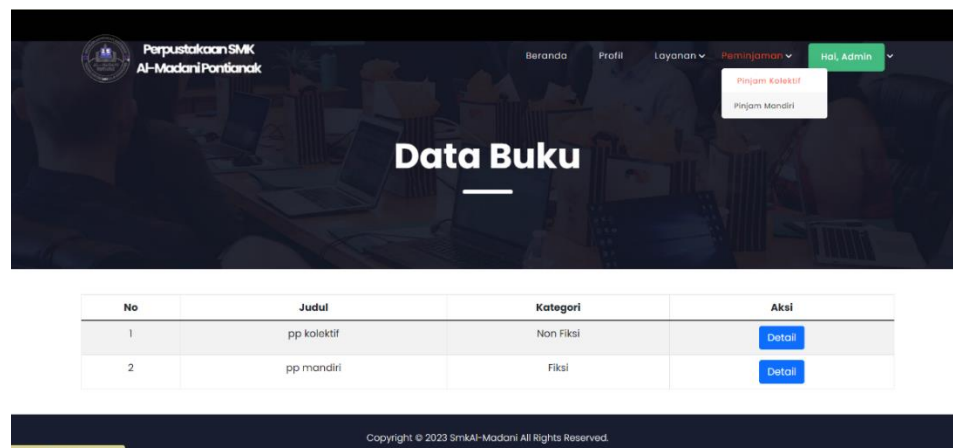 Perpustakaan SMK
Al-Madani Pontianak
Beranda Profil Layanan Peminjaman Hai, Admin
Pinjam Kolektif
Pinjam Mandiri
Data Buku
No Judul Kategori Aksi
1 pp kolektif Non Fiksi Detail
2 pp mandiri Fiksi Detail
Copyright © 2023 SmkAl-Madani All Rights Reserved.